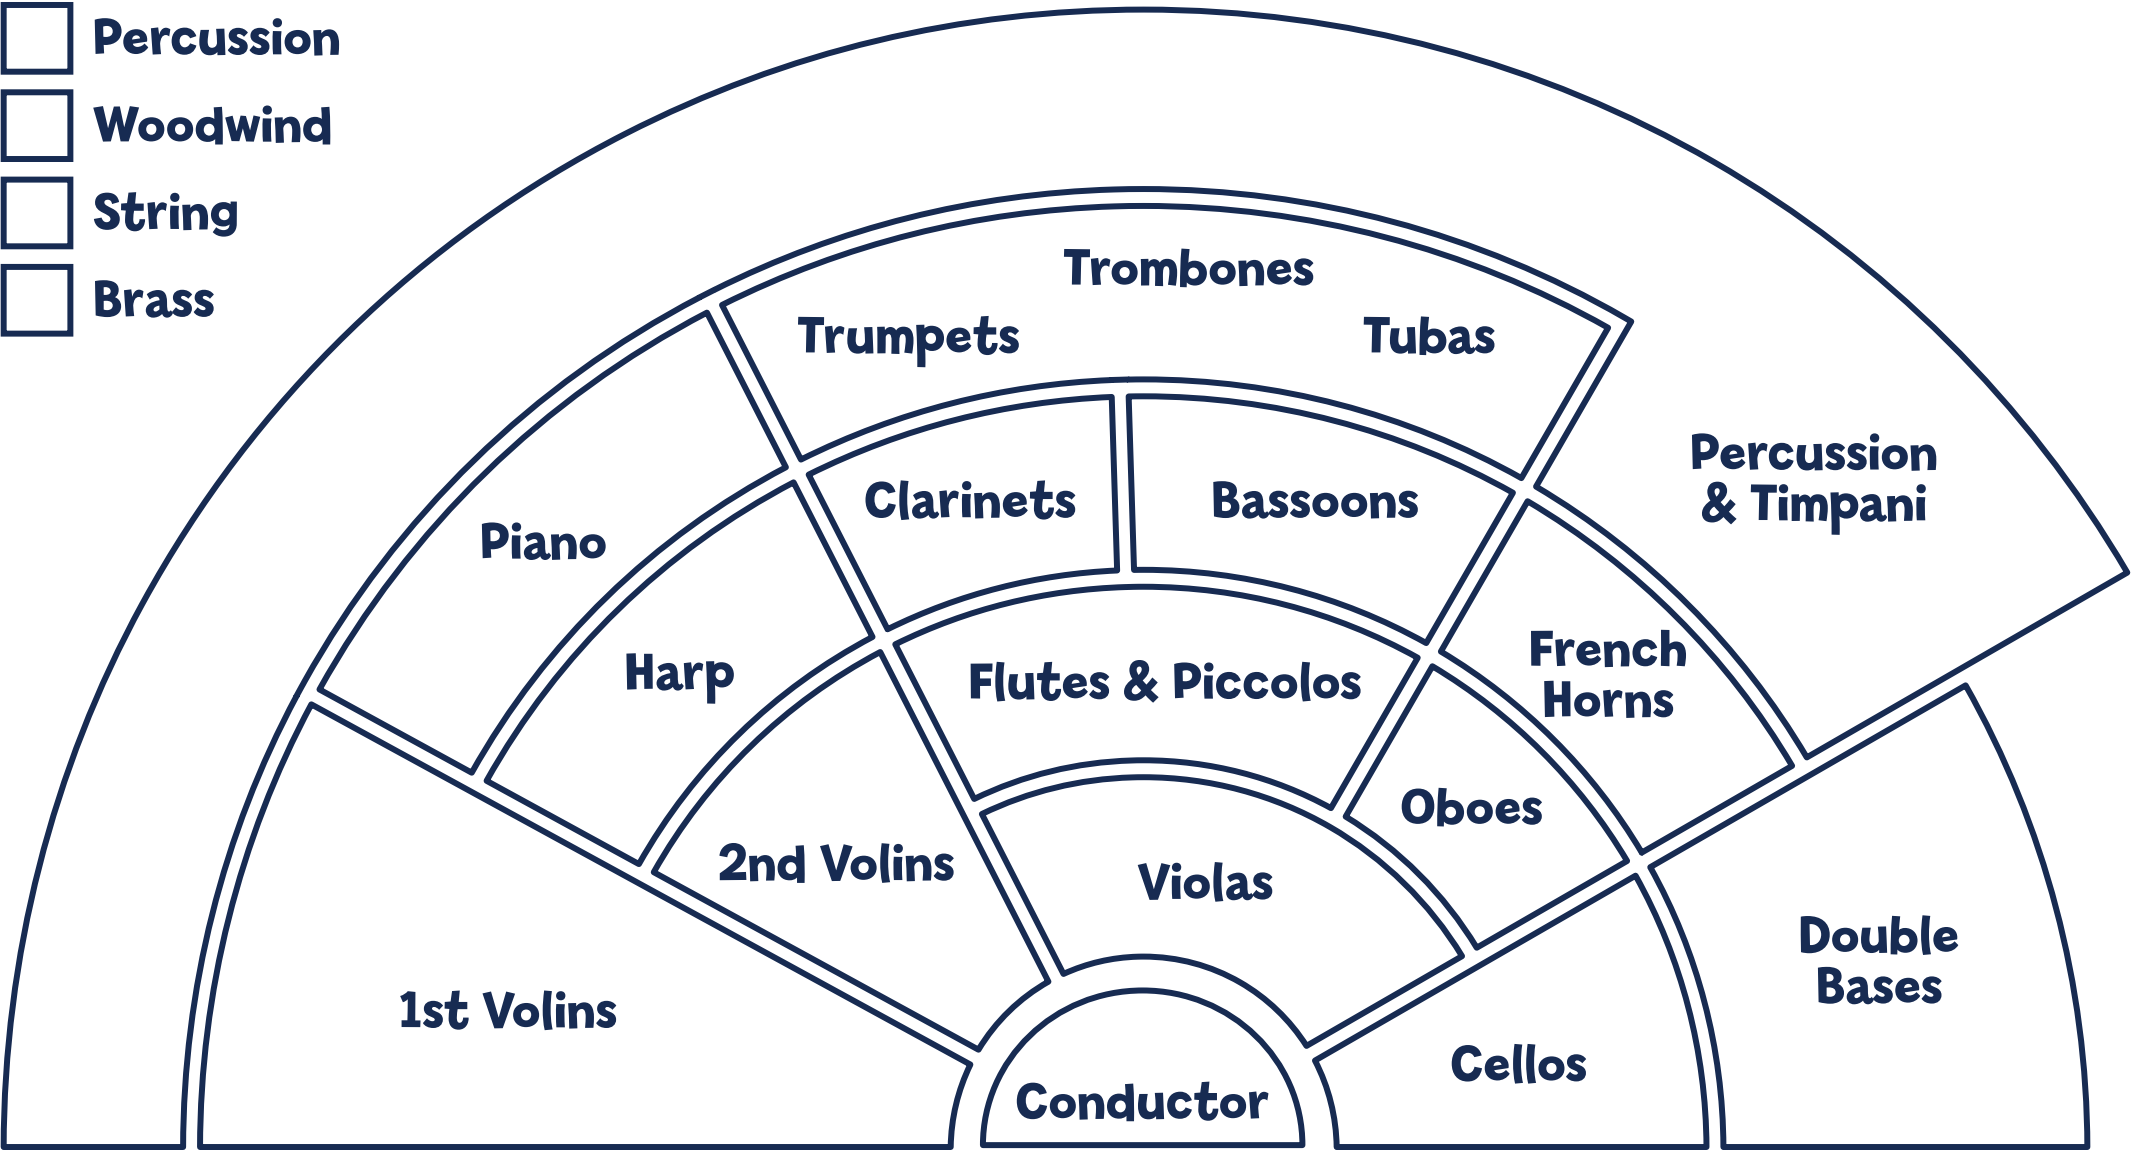 Percussion
Woodwind
String
Brass
Trombones
Trumpets
Tubas
Percussion
& Timpani
Clarinets
Bassoons
Piano
French
Horns
Harp
Flutes & Piccolos
Oboes
2nd Volins
Violas
Double
Bases
1st Volins
Cellos
Conductor